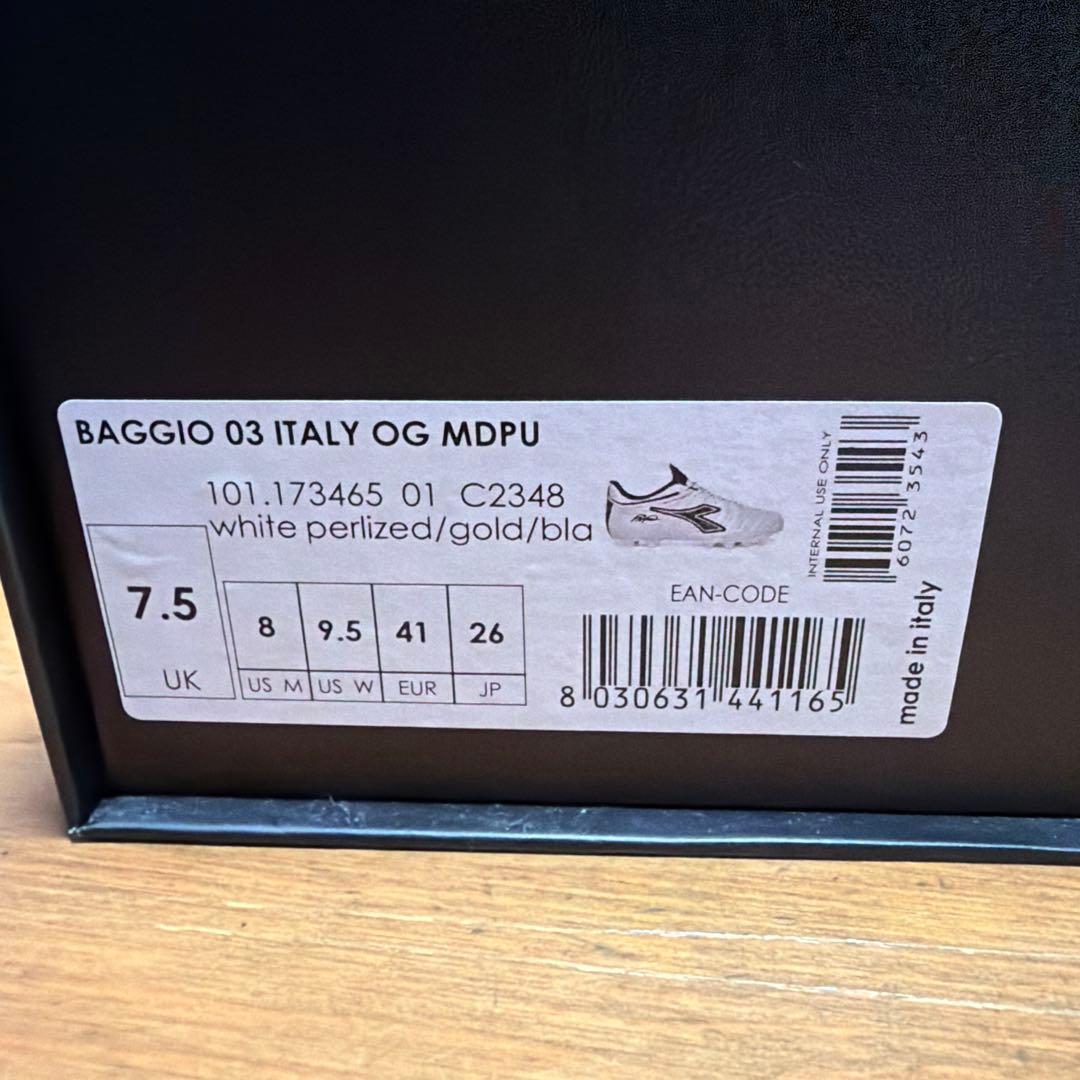 BAGGIO 03 ITALY OG MDPU
101.173465 01 C2348
white perlized/gold/bla
7.5
UK
8 9.5 41 26
US M US W EUR JP
EAN-CODE
8 030631 441165
INTERNAL USE ONLY
6072 3543
made in italy